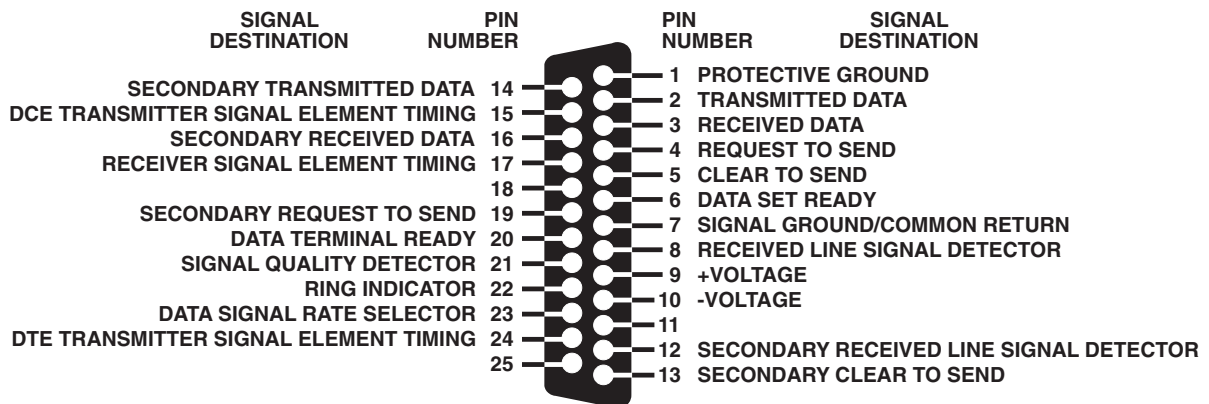 SIGNAL DESTINATION
PIN NUMBER
SECONDARY TRANSMITTED DATA 14
DCE TRANSMITTER SIGNAL ELEMENT TIMING 15
SECONDARY RECEIVED DATA 16
RECEIVER SIGNAL ELEMENT TIMING 17
18
SECONDARY REQUEST TO SEND 19
DATA TERMINAL READY 20
SIGNAL QUALITY DETECTOR 21
RING INDICATOR 22
DATA SIGNAL RATE SELECTOR 23
DTE TRANSMITTER SIGNAL ELEMENT TIMING 24
25
PIN NUMBER
SIGNAL DESTINATION
1 PROTECTIVE GROUND
2 TRANSMITTED DATA
3 RECEIVED DATA
4 REQUEST TO SEND
5 CLEAR TO SEND
6 DATA SET READY
7 SIGNAL GROUND/COMMON RETURN
8 RECEIVED LINE SIGNAL DETECTOR
9 +VOLTAGE
10 -VOLTAGE
11
12 SECONDARY RECEIVED LINE SIGNAL DETECTOR
13 SECONDARY CLEAR TO SEND